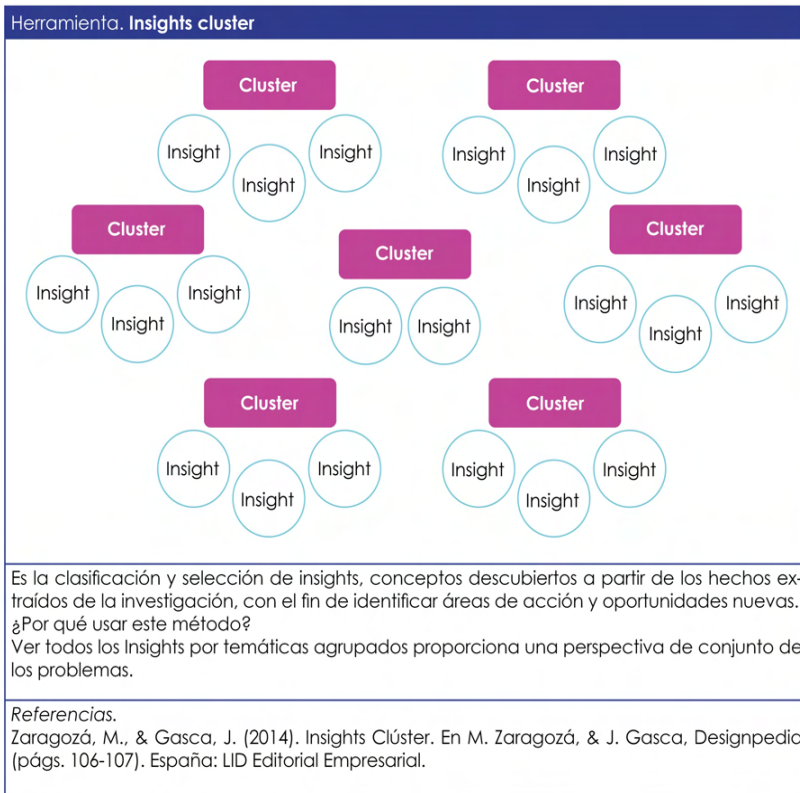 Herramienta. Insights cluster
Cluster
Cluster
Insight
Insight
Insight
Insight
Insight
Insight
Cluster
Cluster
Cluster
Insight
Insight
Insight
Insight
Insight
Insight
Insight
Insight
Cluster
Cluster
Insight
Insight
Insight
Insight
Insight
Insight
Es la clasificación y selección de insights, conceptos descubiertos a partir de los hechos ex-
traídos de la investigación, con el fin de identificar áreas de acción y oportunidades nuevas.
¿Por qué usar este método?
Ver todos los Insights por temáticas agrupados proporciona una perspectiva de conjunto de
los problemas.
Referencias.
Zaragozá, M., & Gasca, J. (2014). Insights Clúster. En M. Zaragozá, & J. Gasca, Designpedia
(págs. 106-107). España: LID Editorial Empresarial.